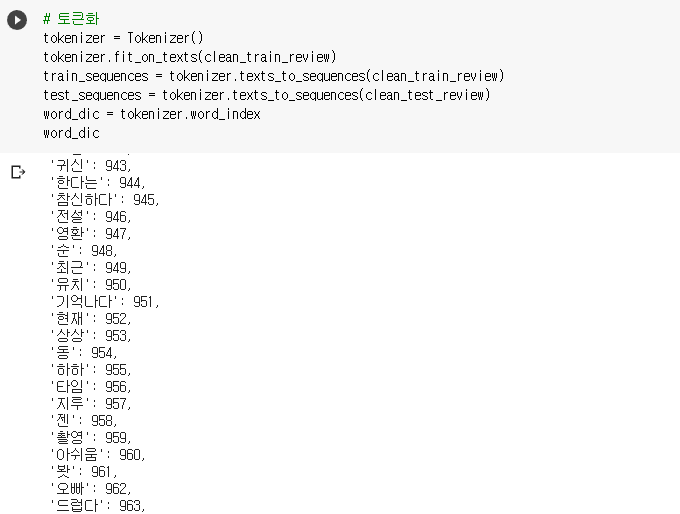 # 토큰화
tokenizer = Tokenizer()
tokenizer.fit_on_texts(clean_train_review)
train_sequences = tokenizer.texts_to_sequences(clean_train_review)
test_sequences = tokenizer.texts_to_sequences(clean_test_review)
word_dic = tokenizer.word_index
word_dic
'귀신': 943,
'한다는': 944,
'참신하다': 945,
'전설': 946,
'영환': 947,
'순': 948,
'최근': 949,
'유치': 950,
'기억나다': 951,
'현재': 952,
'상상': 953,
'동': 954,
'하하': 955,
'타임': 956,
'지루': 957,
'젠': 958,
'촬영': 959,
'아쉬움': 960,
'봣': 961,
'오빠': 962,
'드럽다': 963,